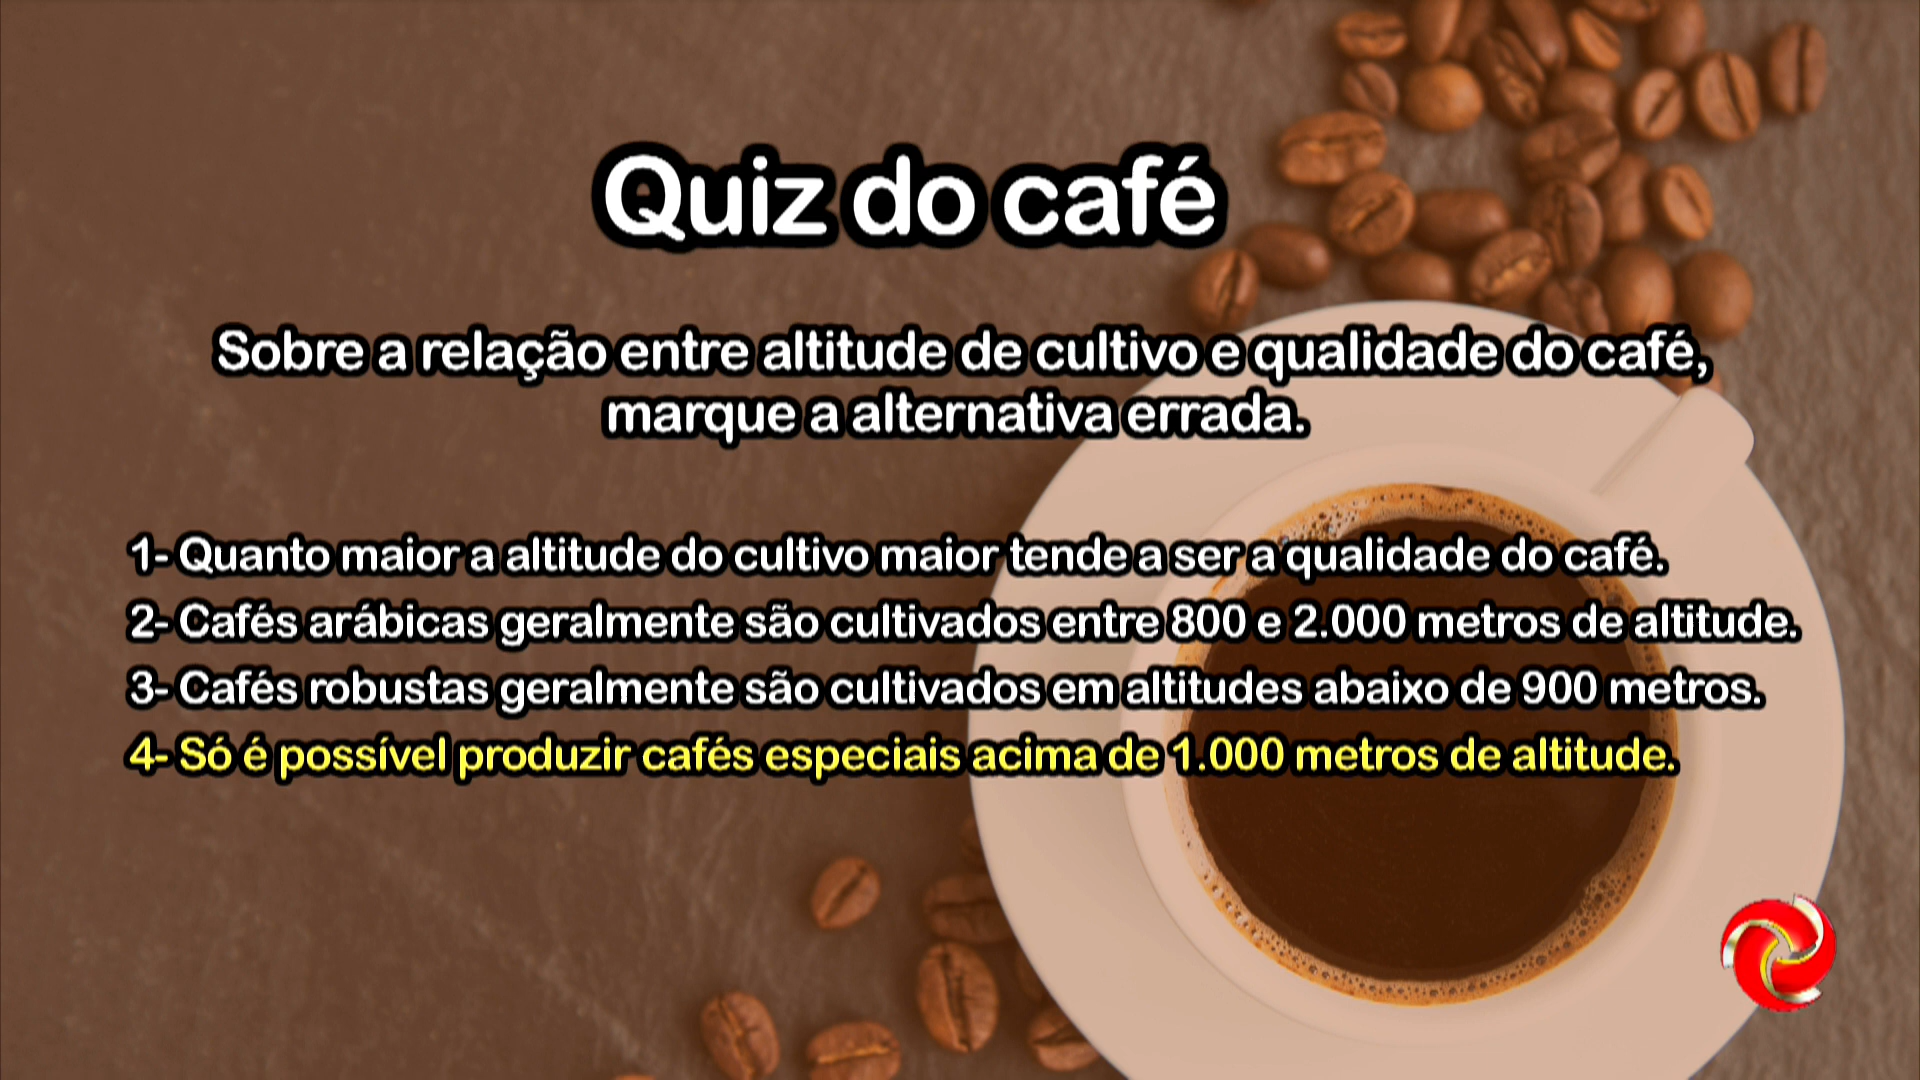 Quiz do café
Sobre a relação entre altitude de cultivo e qualidade do café,
marque a alternativa errada.
1- Quanto maior a altitude do cultivo maior tende a ser a qualidade do café.
2- Cafés arábicas geralmente são cultivados entre 800 e 2.000 metros de altitude.
3- Cafés robustas geralmente são cultivados em altitudes abaixo de 900 metros.
4- Só é possível produzir cafés especiais acima de 1.000 metros de altitude.